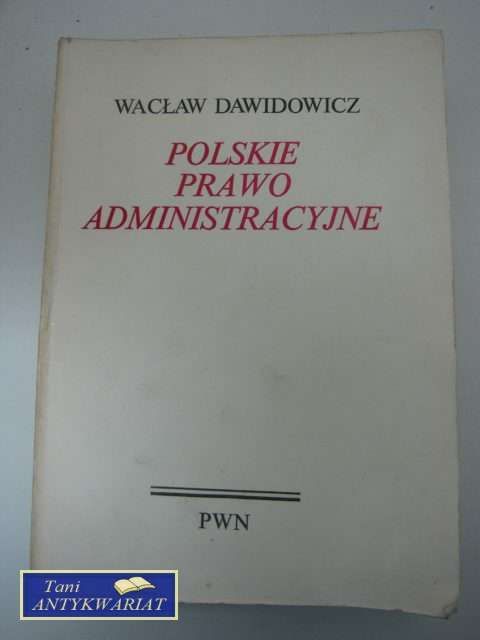 WACŁAW DAWIDOWICZ
POLSKIE
PRAWO
ADMINISTRACYJNE
PWN
Tani
ANTYKWARIAT